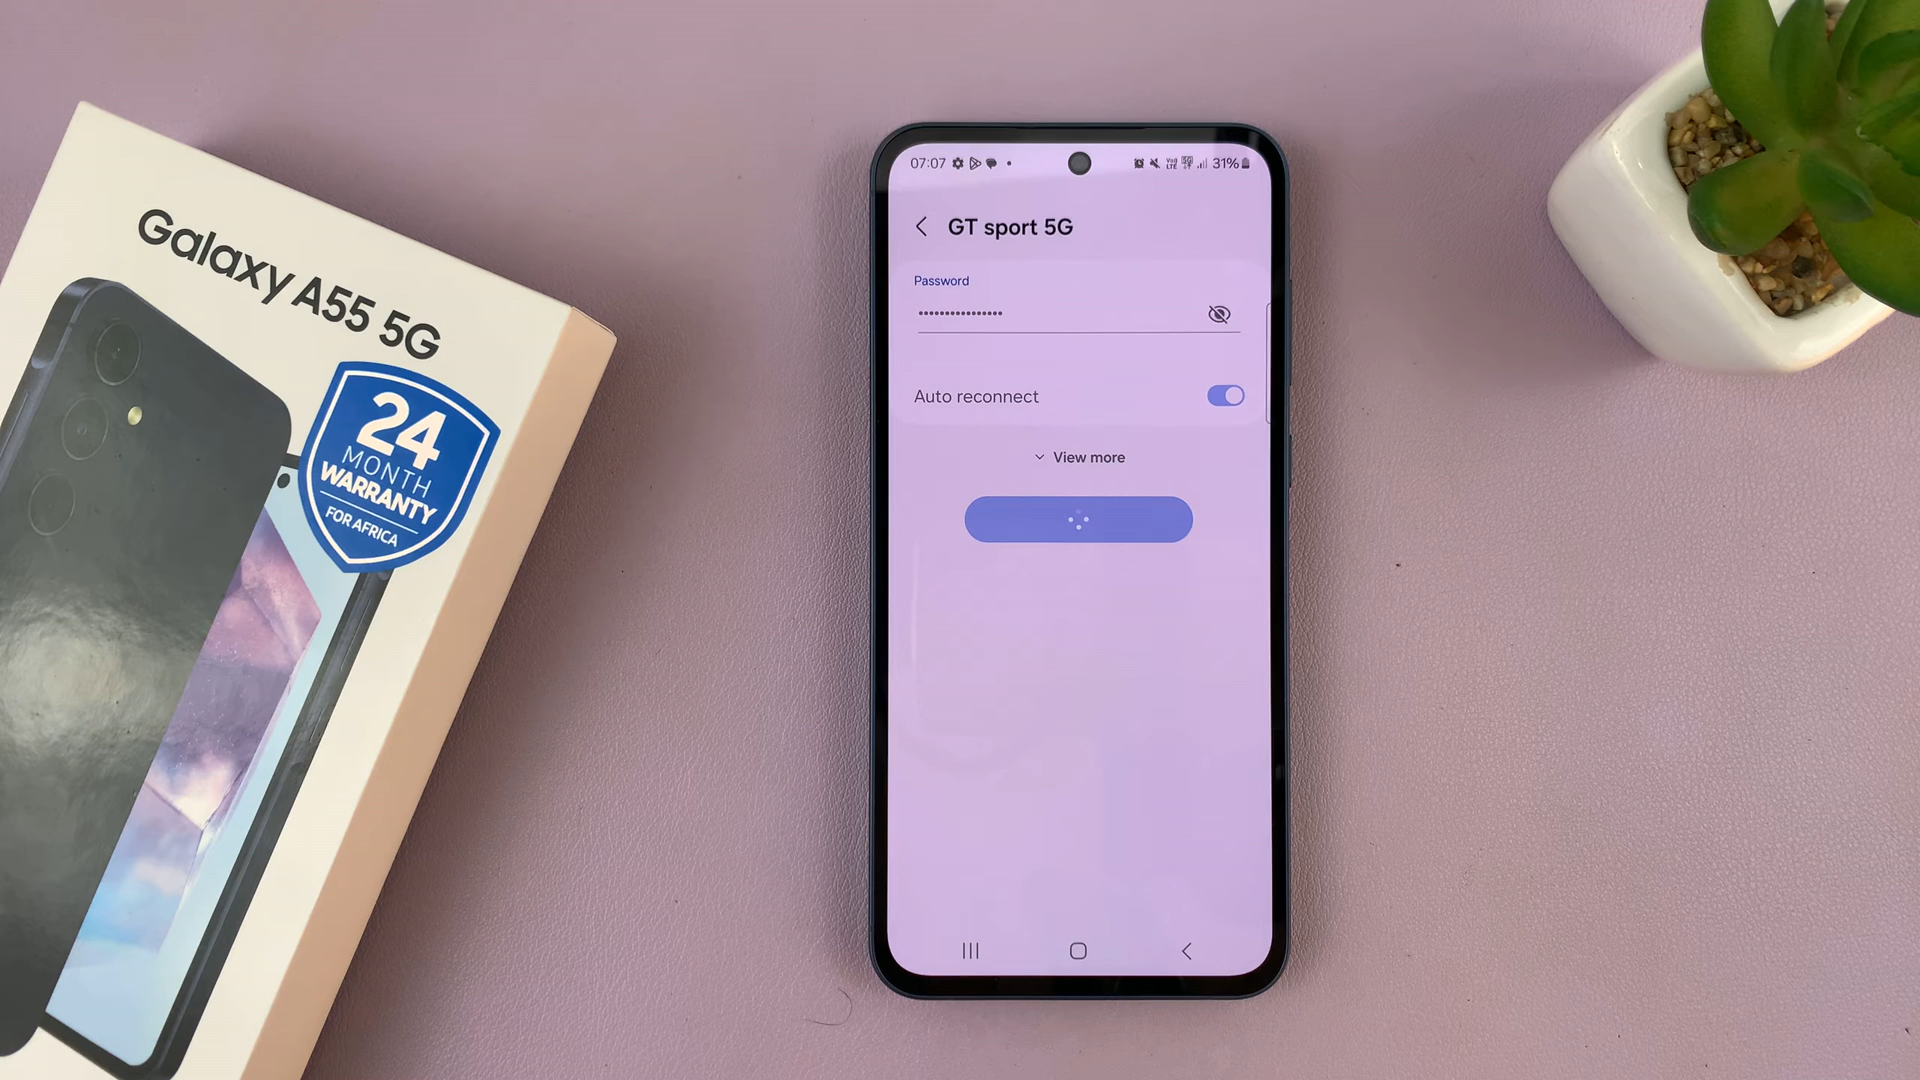 Galaxy A55 5G
24
MONTH
WARRANTY
FOR AFRICA
07:07
31%
GT sport 5G
Password
••••••••••••••••
Auto reconnect
View more